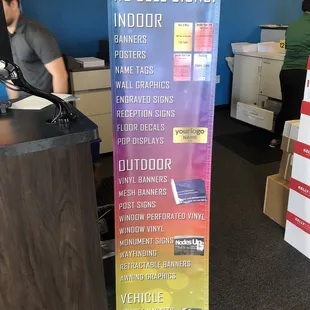 INDOOR
BANNERS
POSTERS
NAME TAGS
WALL GRAPHICS
ENGRAVED SIGNS
RECEPTION SIGNS
FLOOR DECALS
POP DISPLAYS
your logo
NAME
OUTDOOR
VINYL BANNERS
MESH BANNERS
POST SIGNS
WINDOW PERFORATED VINYL
WINDOW VINYL
MONUMENT SIGNS
WAYFINDING
RETRACTABLE BANNERS
AWNING GRAPHICS
VEHICLE